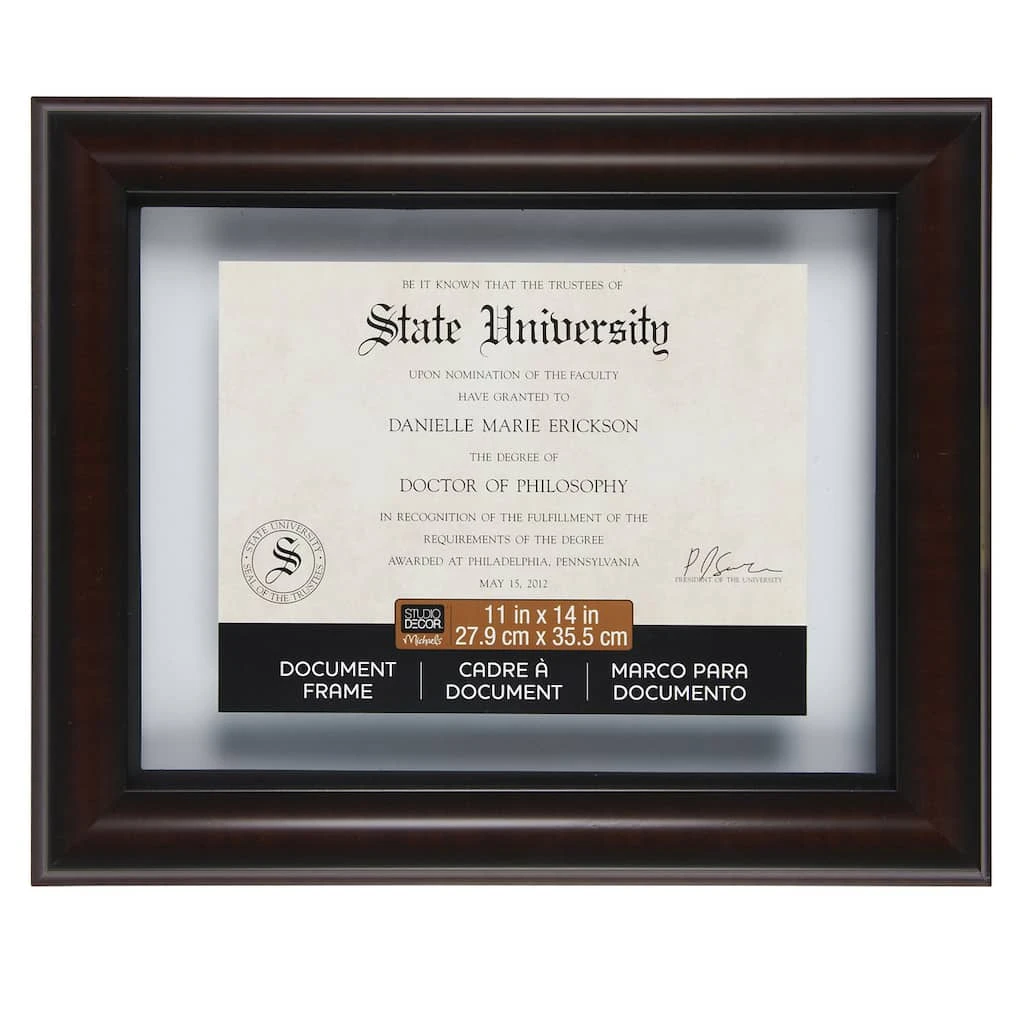 BE IT KNOWN THAT THE TRUSTEES OF
State University
UPON NOMINATION OF THE FACULTY
HAVE GRANTED TO
DANIELLE MARIE ERICKSON
THE DEGREE OF
DOCTOR OF PHILOSOPHY
IN RECOGNITION OF THE FULFILLMENT OF THE
REQUIREMENTS OF THE DEGREE
AWARDED AT PHILADELPHIA, PENNSYLVANIA
MAY 15, 2012
STATE UNIVERSITY
S
SEAL OF THE TRUSTEES
PRESIDENT OF THE UNIVERSITY
STUDIO
DECOR.
Michaels
11 in x 14 in
27.9 cm x 35.5 cm
DOCUMENT
FRAME
CADRE À
DOCUMENT
MARCO PARA
DOCUMENTO